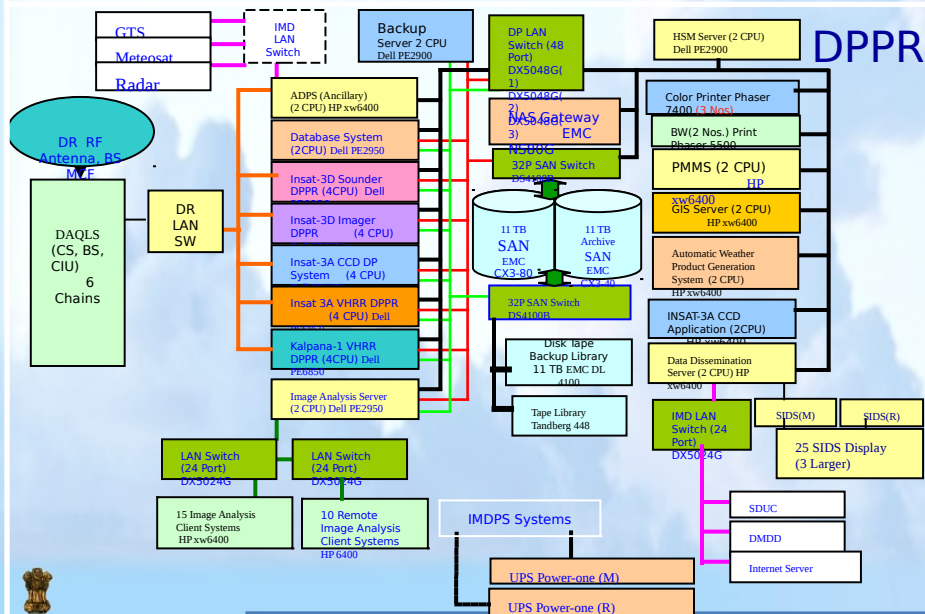 GTS
Meteosat
Radar
IMD
LAN
Switch
Backup
Server 2 CPU
Dell PE2900
DP LAN
Switch (48
Port)
DX5048G(
1)
DX5048G(
2)
DX5048G(
3)
HSM Server (2 CPU)
Dell PE2900
DPPR
ADPS (Ancillary)
(2 CPU) HP xw6400
NAS Gateway
EMC
NS80G
Color Printer Phaser
7400 (3 Nos)
DR RF
Antenna, BS-
MCF
Database System
(2CPU) Dell PE2950
BW(2 Nos.) Print
Phaser 5500
32P SAN Switch
DS4100B
PMMS (2 CPU)
HP
xw6400
Insat-3D Sounder
DPPR (4CPU) Dell
DAQLS
(CS, BS,
CIU)
6
Chains
DR
LAN
SW
Insat-3D Imager
DPPR (4 CPU)
11 TB
SAN
EMC
CX3-80
11 TB
Archive
SAN
EMC
CX3-40
GIS Server (2 CPU)
HP xw6400
Insat-3A CCD DP
System (4 CPU)
Automatic Weather
Product Generation
System (2 CPU)
HP xw6400
Insat 3A VHRR DPPR
(4 CPU) Dell
32P SAN Switch
DS4100B
INSAT-3A CCD
Application (2CPU)
HP xw6400
Kalpana-1 VHRR
DPPR (4CPU) Dell
PE6850
Disk Tape
Backup Library
11 TB EMC DL
4100
Data Dissemination
Server (2 CPU) HP
xw6400
Image Analysis Server
(2 CPU) Dell PE2950
Tape Library
Tandberg 448
IMD LAN
Switch (24
Port)
DX5024G
SIDS(M)
SIDS(R)
25 SIDS Display
(3 Larger)
LAN Switch
(24 Port)
DX5024G
LAN Switch
(24 Port)
DX5024G
15 Image Analysis
Client Systems
HP xw6400
10 Remote
Image Analysis
Client Systems
HP 6400
IMDPS Systems
SDUC
DMDD
Internet Server
UPS Power-one (M)
UPS Power-one (R)